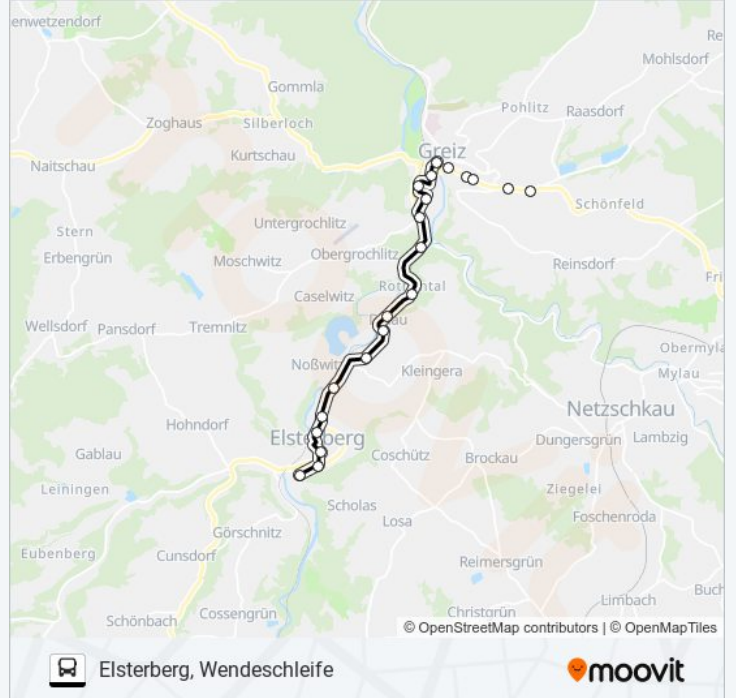 enwetzendorf
Re
Mohlsdorf
Gommla
Pohlitz
Raasdorf
Zoghaus
Silberloch
Greiz
Kurtschau
Naitschau
Schönfeld
Untergrochlitz
Stern
Obergrochlitz
Erbengrün
Moschwitz
Reinsdorf
Fri
Rothental
Caselwitz
Wellsdorf
Pansdorf
Tremnitz
Obermyla
Noßwitz
Kleingera
Mylau
Netzschkau
Hohndorf
Elsterberg
Dungersgrün
Lambzig
Gablau
Coschütz
Brockau
Leiningen
Ziegelei
Scholas
Foschenroda
Losa
Görschnitz
Eubenberg
Cunsdorf
Reimersgrün
Buch
Limbach
Christgrün
Cossengrün
Schönbach
© OpenStreetMap contributors | © OpenMapTiles
Elsterberg, Wendeschleife
moovit